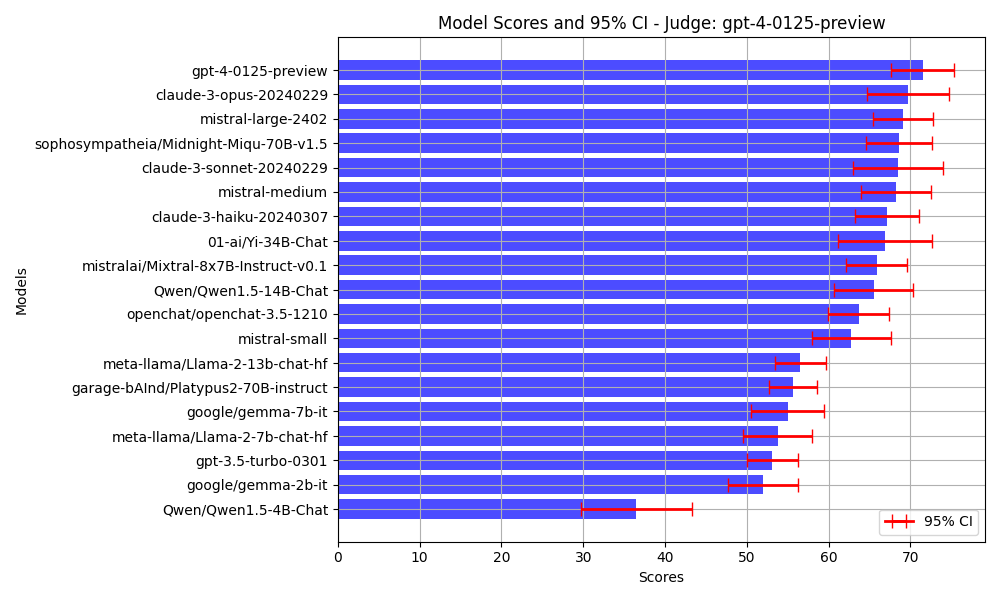 Model Scores and 95% CI - Judge: gpt-4-0125-preview
Models
gpt-4-0125-preview
claude-3-opus-20240229
mistral-large-2402
sophosympatheia/Midnight-Miqu-70B-v1.5
claude-3-sonnet-20240229
mistral-medium
claude-3-haiku-20240307
01-ai/Yi-34B-Chat
mistralai/Mixtral-8x7B-Instruct-v0.1
Qwen/Qwen1.5-14B-Chat
openchat/openchat-3.5-1210
mistral-small
meta-llama/Llama-2-13b-chat-hf
garage-bAInd/Platypus2-70B-instruct
google/gemma-7b-it
meta-llama/Llama-2-7b-chat-hf
gpt-3.5-turbo-0301
google/gemma-2b-it
Qwen/Qwen1.5-4B-Chat
95% CI
0 10 20 30 40 50 60 70
Scores